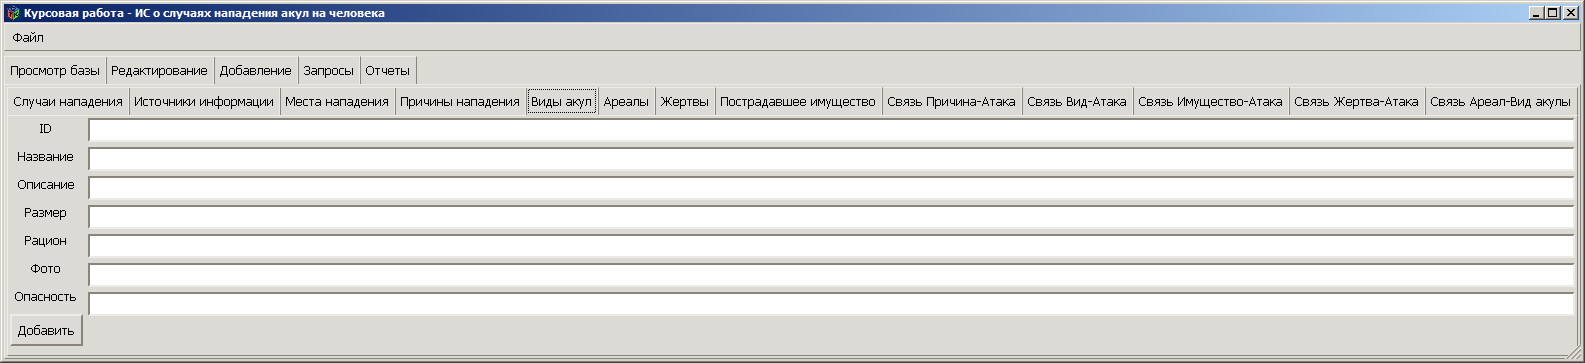 Курсовая работа - ИС о случаях нападения акул на человека
Файл
Просмотр базы Редактирование Добавление Запросы Отчеты
Случаи нападения Источники информации Места нападения Причины нападения Виды акул Ареалы Жертвы Пострадавшее имущество Связь Причина-Атака Связь Вид-Атака Связь Имущество-Атака Связь Жертва-Атака Связь Ареал-Вид акулы
ID
Название
Описание
Размер
Рацион
Фото
Опасность
Добавить